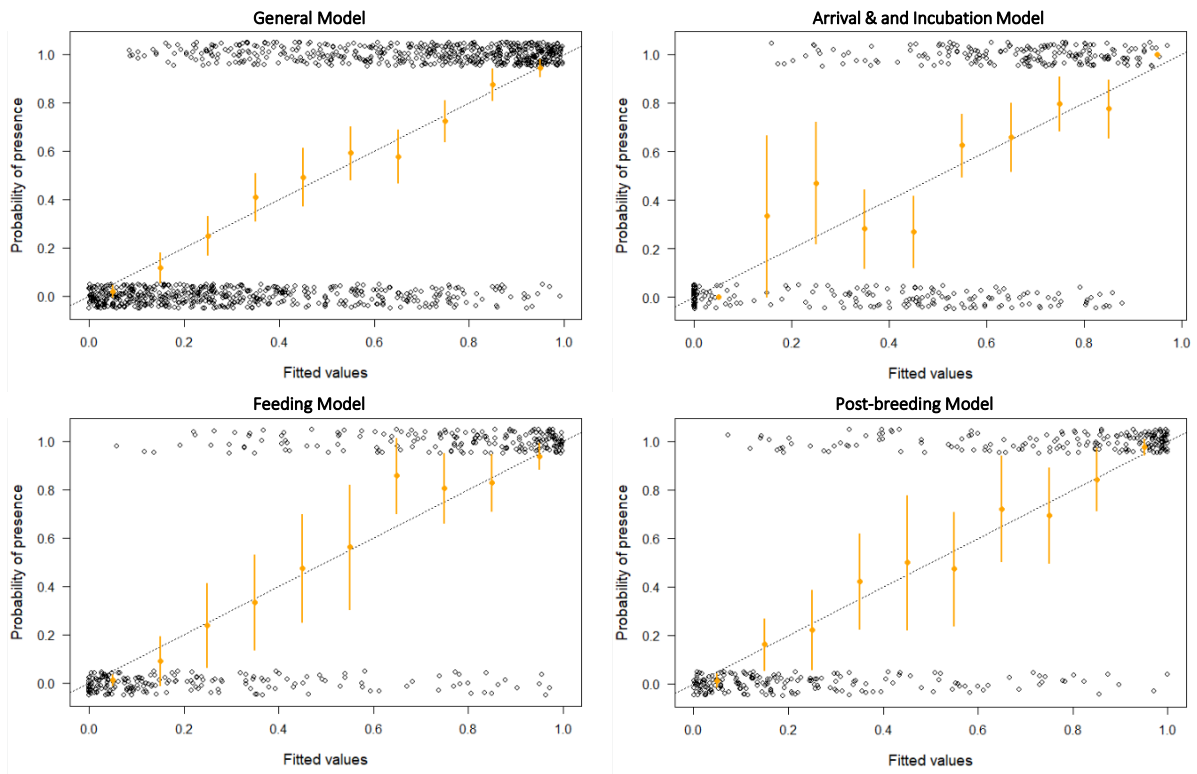 General Model
Probability of presence
1.0
0.8
0.6
0.4
0.2
0.0
0.0 0.2 0.4 0.6 0.8 1.0
Fitted values
Arrival & and Incubation Model
Probability of presence
1.0
0.8
0.6
0.4
0.2
0.0
0.0 0.2 0.4 0.6 0.8 1.0
Fitted values
Feeding Model
Probability of presence
1.0
0.8
0.6
0.4
0.2
0.0
0.0 0.2 0.4 0.6 0.8 1.0
Fitted values
Post-breeding Model
Probability of presence
1.0
0.8
0.6
0.4
0.2
0.0
0.0 0.2 0.4 0.6 0.8 1.0
Fitted values